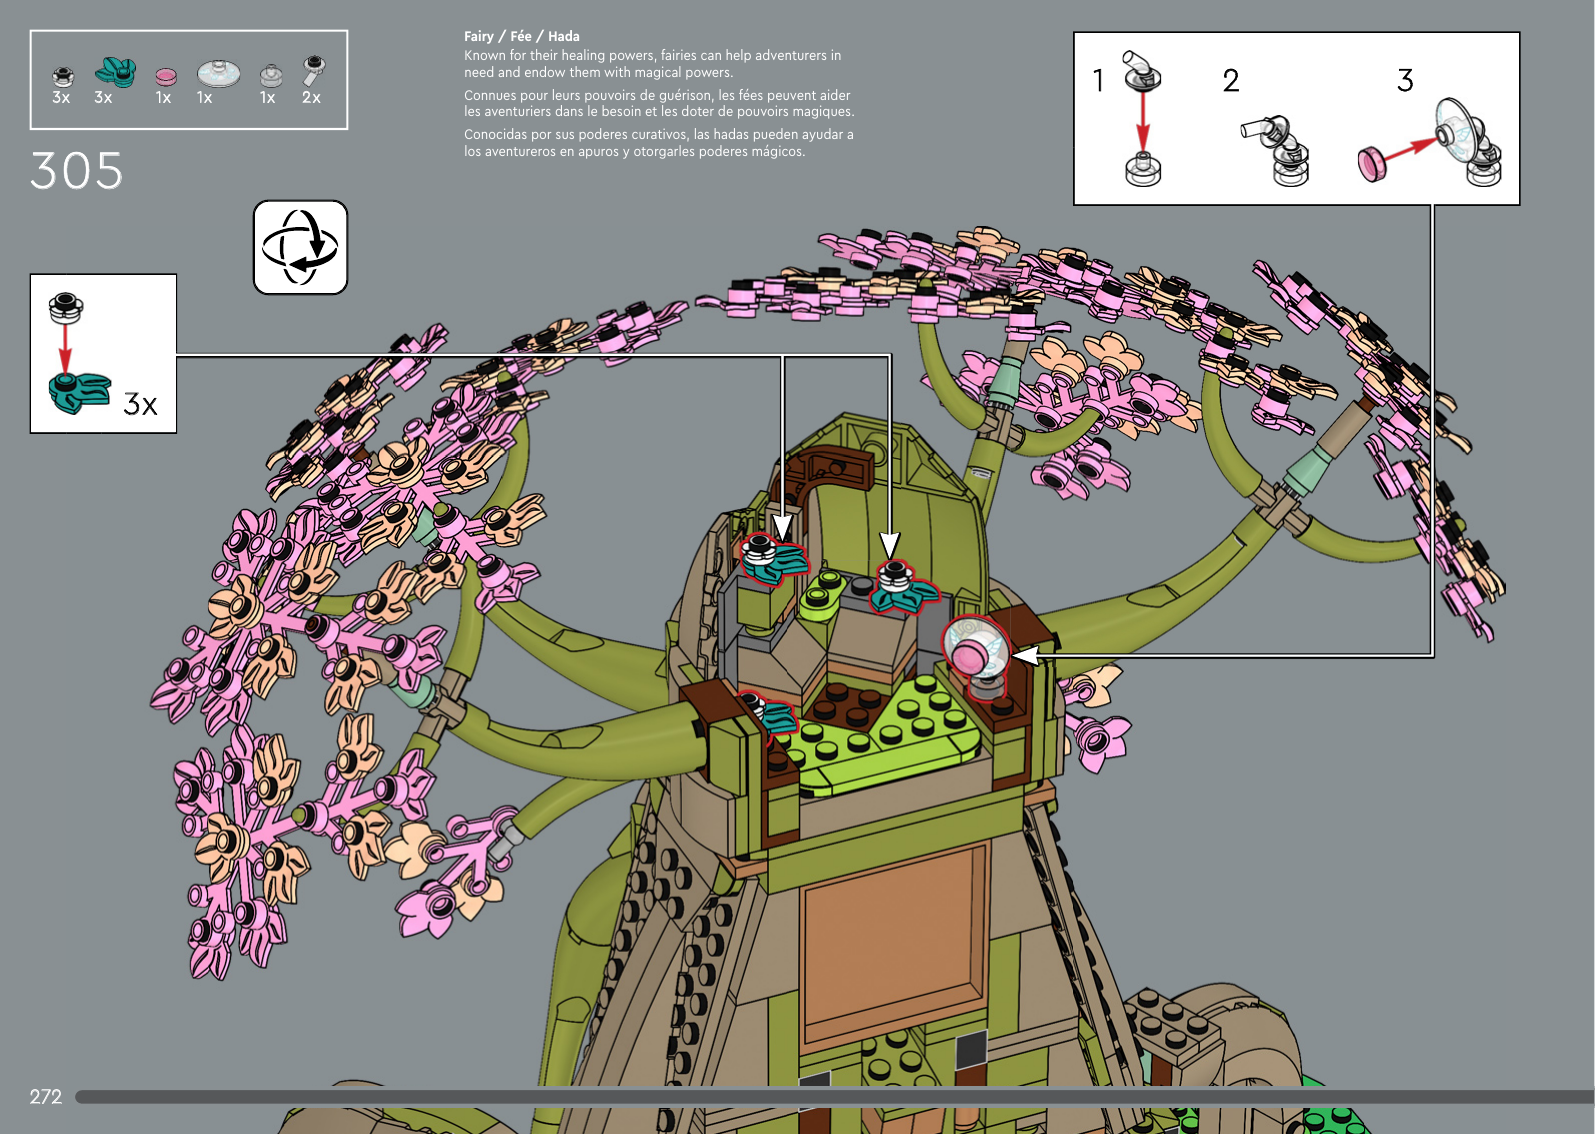 3x 3x 1x 1x 1x 2x
305
Fairy / Fée / Hada
Known for their healing powers, fairies can help adventurers in
need and endow them with magical powers.
Connues pour leurs pouvoirs de guérison, les fées peuvent aider
les aventuriers dans le besoin et les doter de pouvoirs magiques.
Conocidas por sus poderes curativos, las hadas pueden ayudar a
los aventureros en apuros y otorgarles poderes mágicos.
1 2 3
3x
272